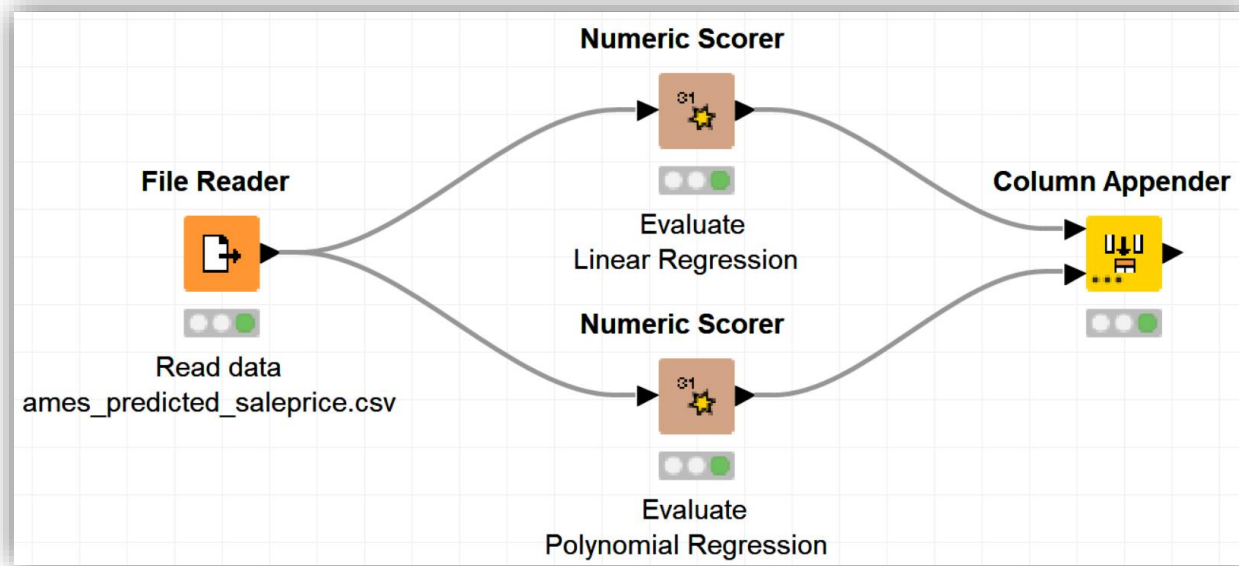 Numeric Scorer
Evaluate
Linear Regression
File Reader
Read data
ames_predicted_saleprice.csv
Column Appender
Numeric Scorer
Evaluate
Polynomial Regression